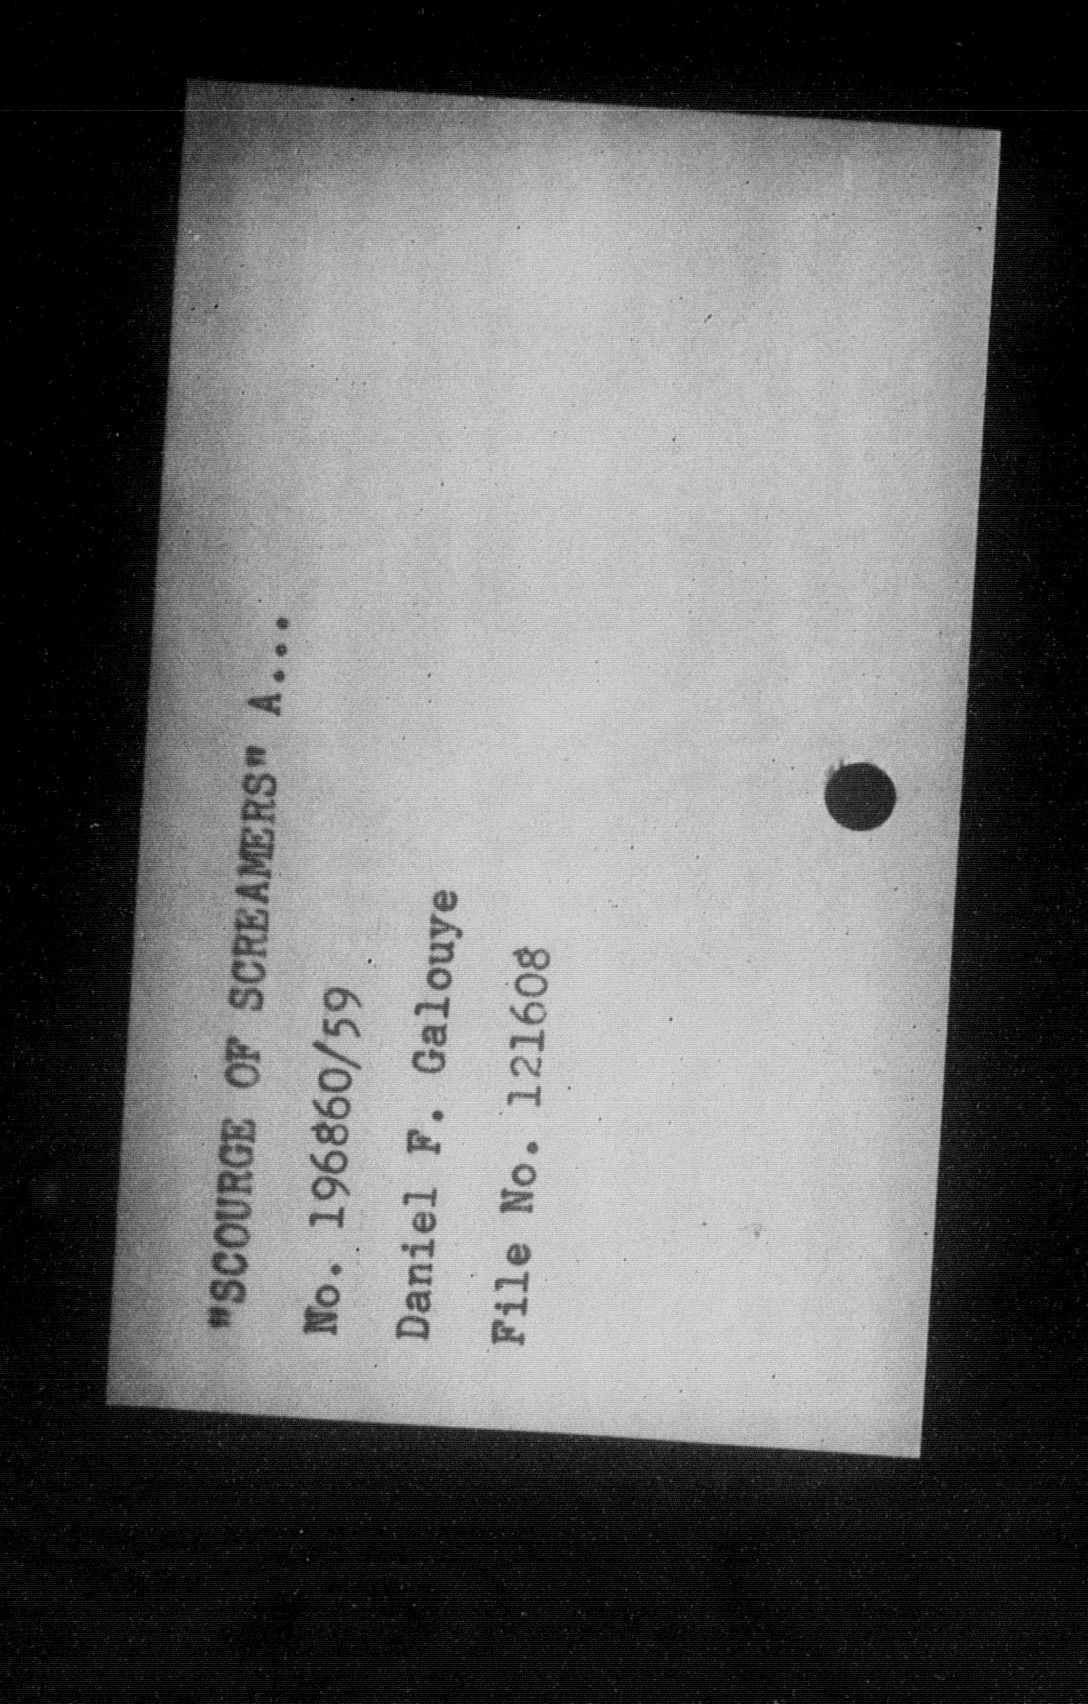 "SCOURGE OF SCREAMERS" A...
No. 196860/59
Daniel F. Galouye
File No. 121608